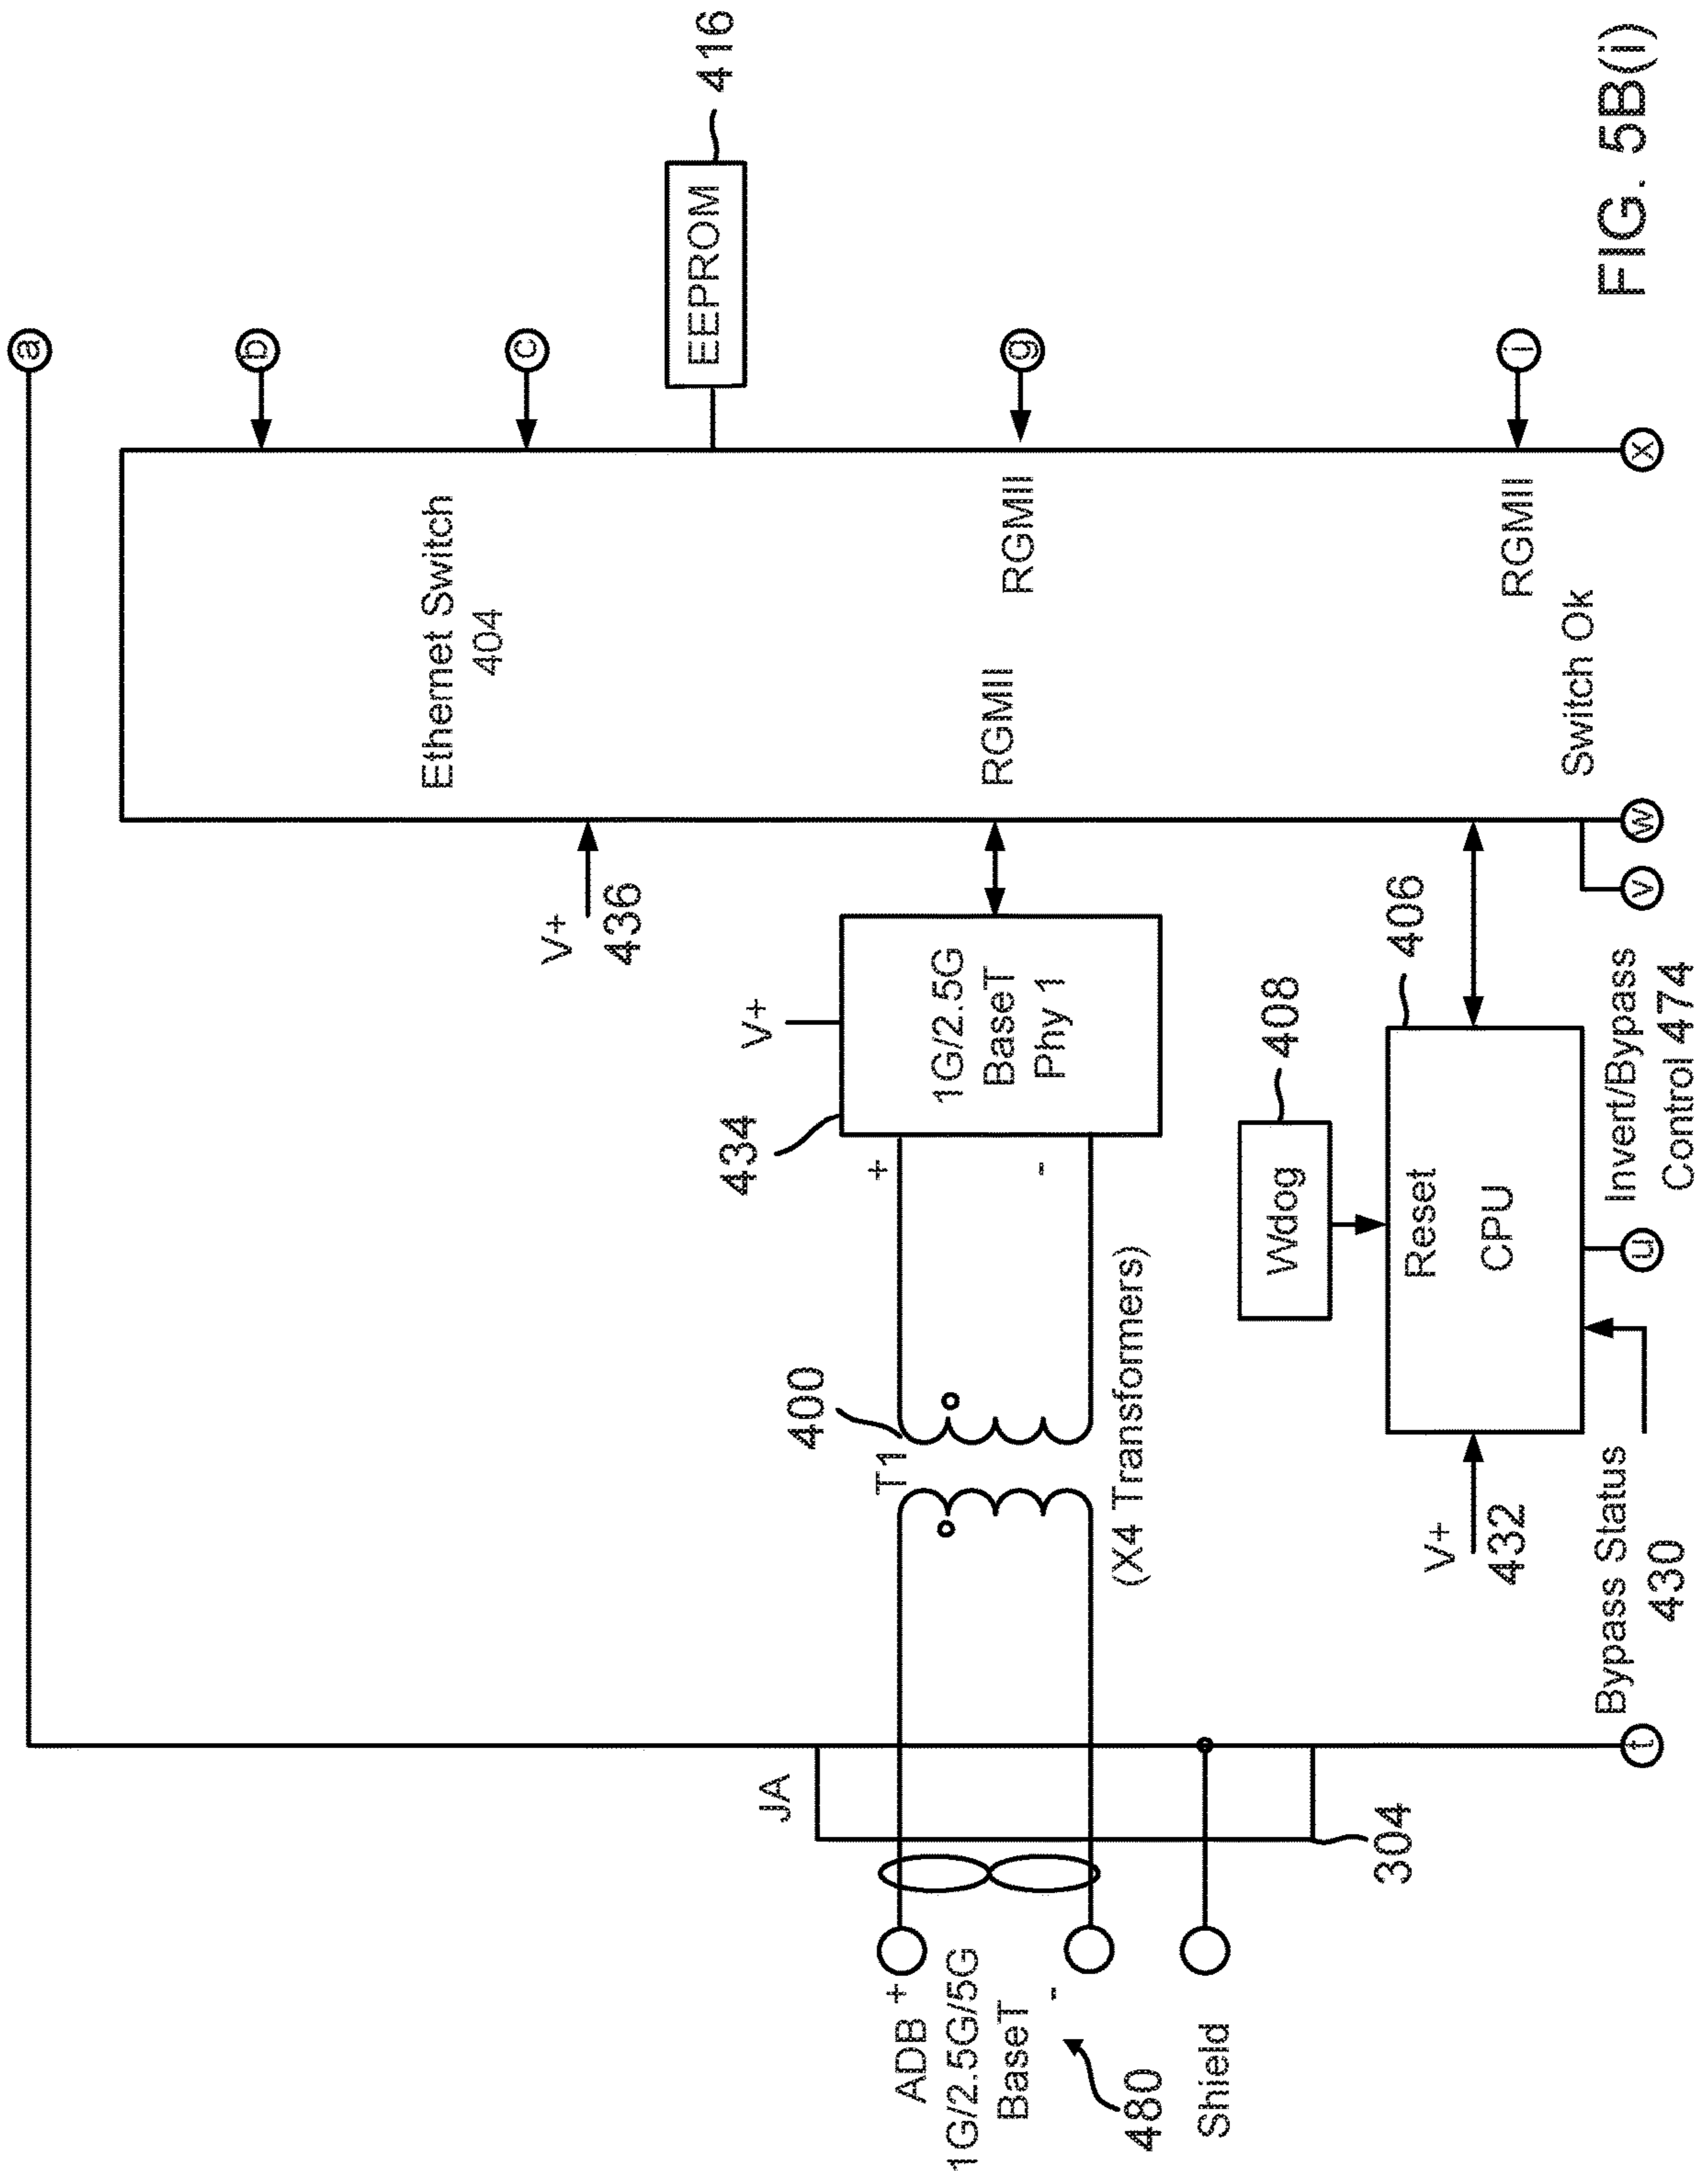 a
b
c
g
i
EEPROM
416
Ethernet Switch
404
V+
436
RGMII
RGMII
RGMII
Switch Ok
x
w
v
V+
434
1G/2.5G
BaseT
Phy 1
+
-
400
T1
(X4 Transformers)
JA
ADB +
1G/2.5G/5G
BaseT
-
480
Shield
304
Wdog
408
406
Reset
CPU
V+
432
Bypass Status
430
Invert/Bypass
Control 474
t
u
FIG. 5B(i)